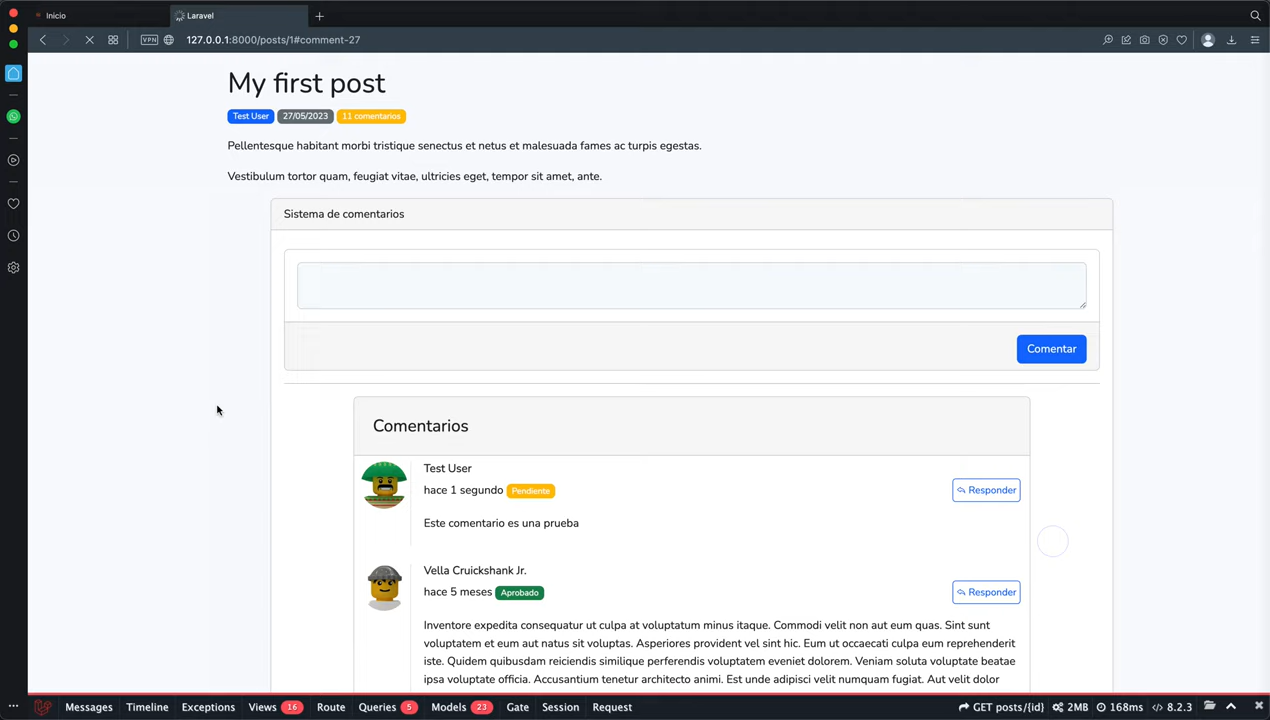 Inicio
Laravel
VPN 127.0.0.1:8000/posts/1#comment-27
My first post
Test User 27/05/2023 11 comentarios
Pellentesque habitant morbi tristique senectus et netus et malesuada fames ac turpis egestas.
Vestibulum tortor quam, feugiat vitae, ultricies eget, tempor sit amet, ante.
Sistema de comentarios
Comentar
Comentarios
Test User
hace 1 segundo Pendiente
Responder
Este comentario es una prueba
Vella Cruickshank Jr.
hace 5 meses Aprobado
Responder
Inventore expedita consequatur ut culpa at voluptatum minus itaque. Commodi velit non aut eum quas. Sint sunt
voluptatem et eum aut natus sit voluptas. Asperiores provident vel sint hic. Eum ut occaecati culpa eum reprehenderit
iste. Quidem quibusdam reiciendis similique perferendis voluptatem eveniet dolorem. Veniam soluta voluptate beatae
ipsa voluptate officia. Accusantium tenetur architecto animi. Est unde adipisci velit numquam fugiat. Aut velit dolor
Messages Timeline Exceptions Views 16 Route Queries 5 Models 23 Gate Session Request GET posts/{id} 2MB 168ms 8.2.3